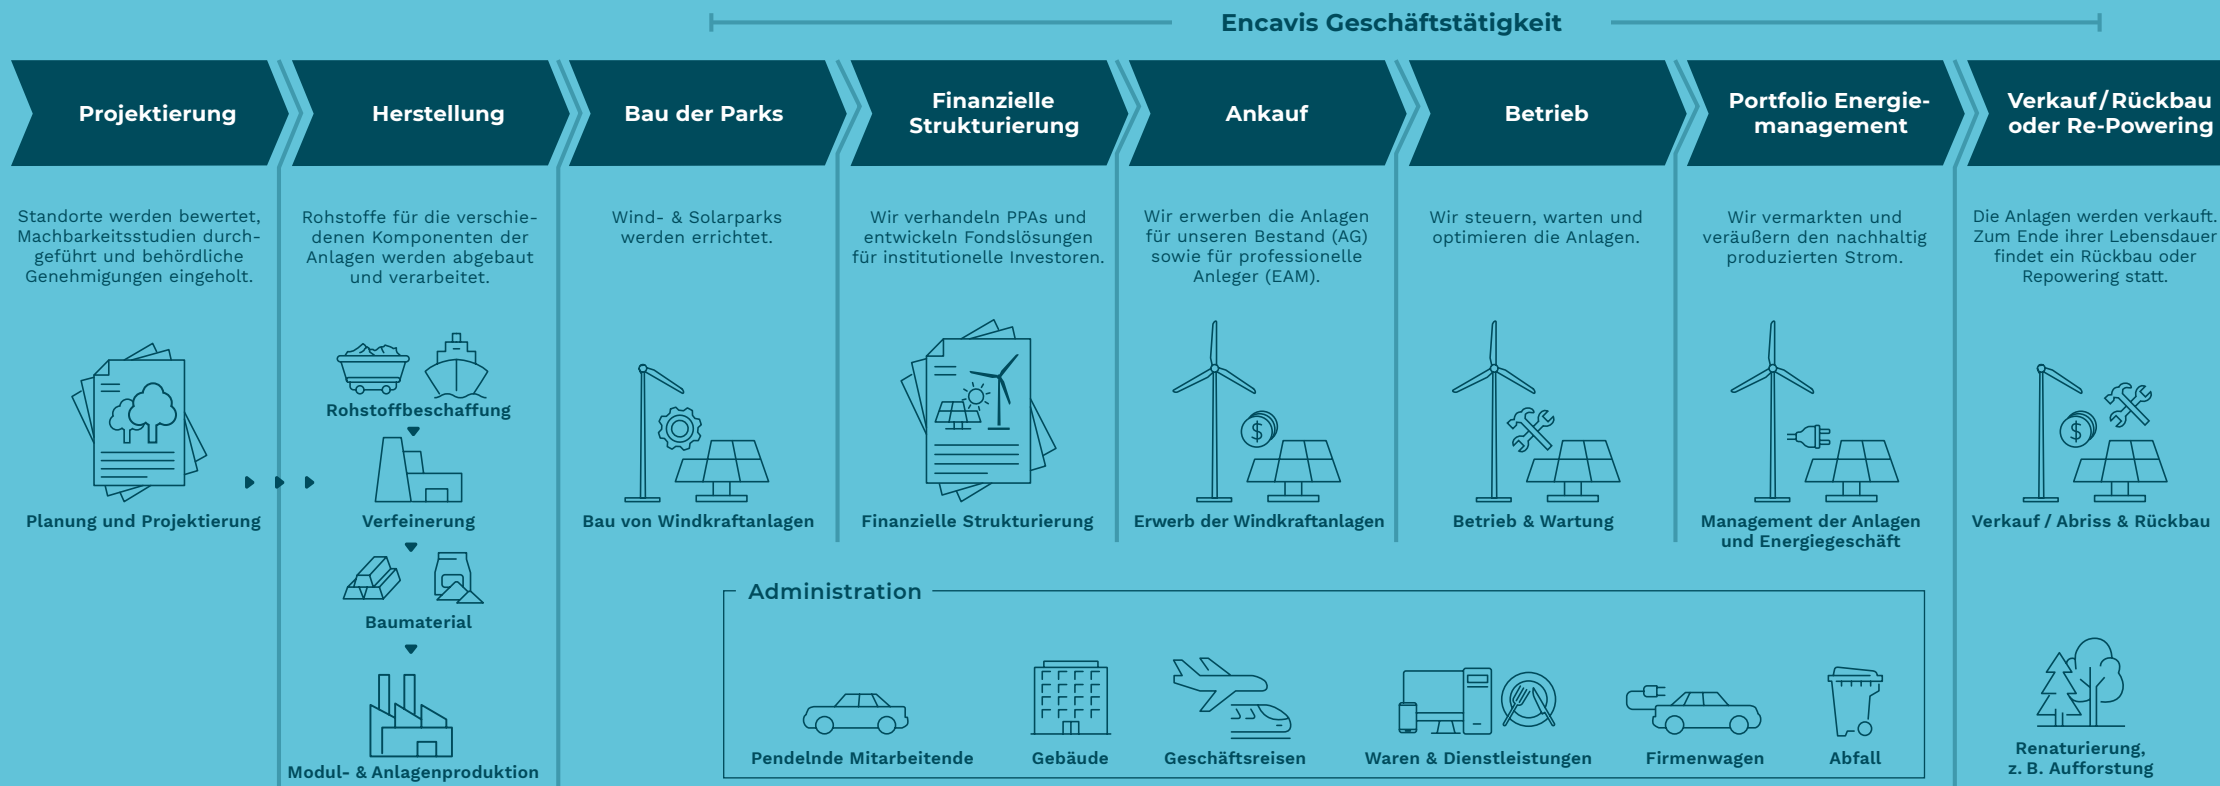 Encavis Geschäftstätigkeit
Projektierung
Standorte werden bewertet,
Machbarkeitsstudien durch-
geführt und behördliche
Genehmigungen eingeholt.
Planung und Projektierung
Herstellung
Rohstoffe für die verschie-
denen Komponenten der
Anlagen werden abgebaut
und verarbeitet.
Rohstoffbeschaffung
Verfeinerung
Baumaterial
Modul- & Anlagenproduktion
Bau der Parks
Wind- & Solarparks
werden errichtet.
Bau von Windkraftanlagen
Finanzielle
Strukturierung
Wir verhandeln PPAs und
entwickeln Fondslösungen
für institutionelle Investoren.
Finanzielle Strukturierung
Ankauf
Wir erwerben die Anlagen
für unseren Bestand (AG)
sowie für professionelle
Anleger (EAM).
$
Erwerb der Windkraftanlagen
Betrieb
Wir steuern, warten und
optimieren die Anlagen.
Betrieb & Wartung
Portfolio Energie-
management
Wir vermarkten und
veräußern den nachhaltig
produzierten Strom.
Management der Anlagen
und Energiegeschäft
Verkauf / Rückbau
oder Re-Powering
Die Anlagen werden verkauft.
Zum Ende ihrer Lebensdauer
findet ein Rückbau oder
Repowering statt.
$
Verkauf / Abriss & Rückbau
Renaturierung,
z. B. Aufforstung
Administration
Pendelnde Mitarbeitende
Gebäude
Geschäftsreisen
Waren & Dienstleistungen
Firmenwagen
Abfall